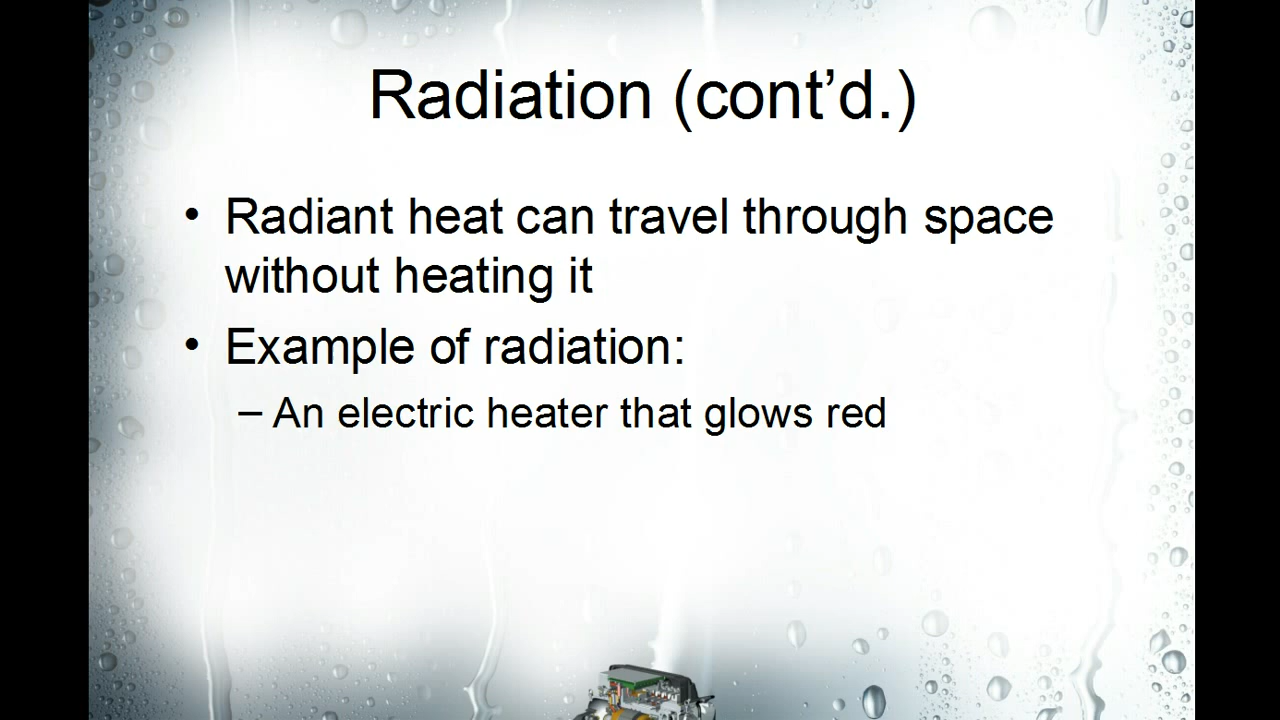 Radiation (cont’d.)
• Radiant heat can travel through space
without heating it
• Example of radiation:
– An electric heater that glows red